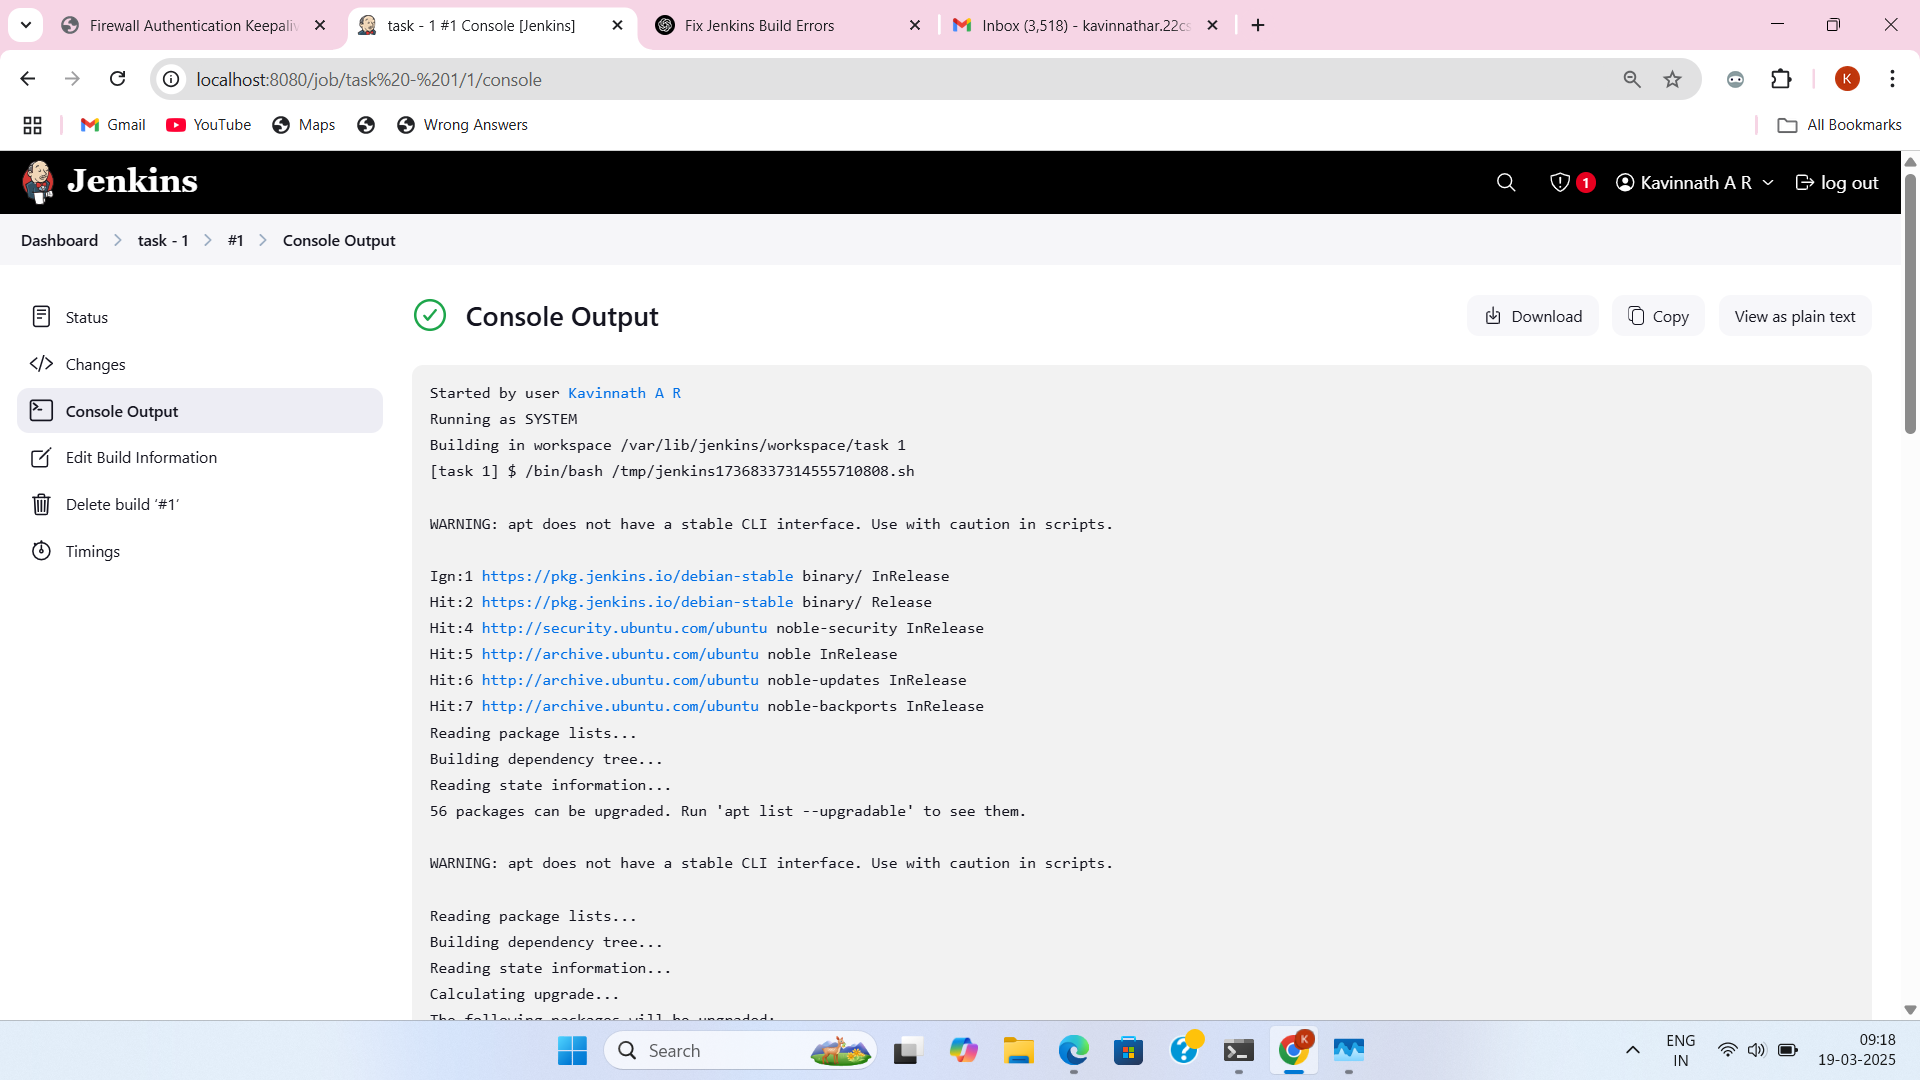 Firewall Authentication Keepaliv
task - 1 #1 Console [Jenkins]
Fix Jenkins Build Errors
Inbox (3,518) - kavinnathar.22cs
localhost:8080/job/task%20-%201/1/console
K
Gmail
YouTube
Maps
Wrong Answers
All Bookmarks
Jenkins
1
Kavinnath A R
log out
Dashboard
task - 1
#1
Console Output
Status
Changes
Console Output
Edit Build Information
Delete build ‘#1’
Timings
Console Output
Download
Copy
View as plain text
Started by user Kavinnath A R
Running as SYSTEM
Building in workspace /var/lib/jenkins/workspace/task 1
[task 1] $ /bin/bash /tmp/jenkins17368337314555710808.sh
WARNING: apt does not have a stable CLI interface. Use with caution in scripts.
Ign:1 https://pkg.jenkins.io/debian-stable binary/ InRelease
Hit:2 https://pkg.jenkins.io/debian-stable binary/ Release
Hit:4 http://security.ubuntu.com/ubuntu noble-security InRelease
Hit:5 http://archive.ubuntu.com/ubuntu noble InRelease
Hit:6 http://archive.ubuntu.com/ubuntu noble-updates InRelease
Hit:7 http://archive.ubuntu.com/ubuntu noble-backports InRelease
Reading package lists...
Building dependency tree...
Reading state information...
56 packages can be upgraded. Run 'apt list --upgradable' to see them.
WARNING: apt does not have a stable CLI interface. Use with caution in scripts.
Reading package lists...
Building dependency tree...
Reading state information...
Calculating upgrade...
The following packages will be upgraded:
Search
K
ENG
IN
09:18
19-03-2025